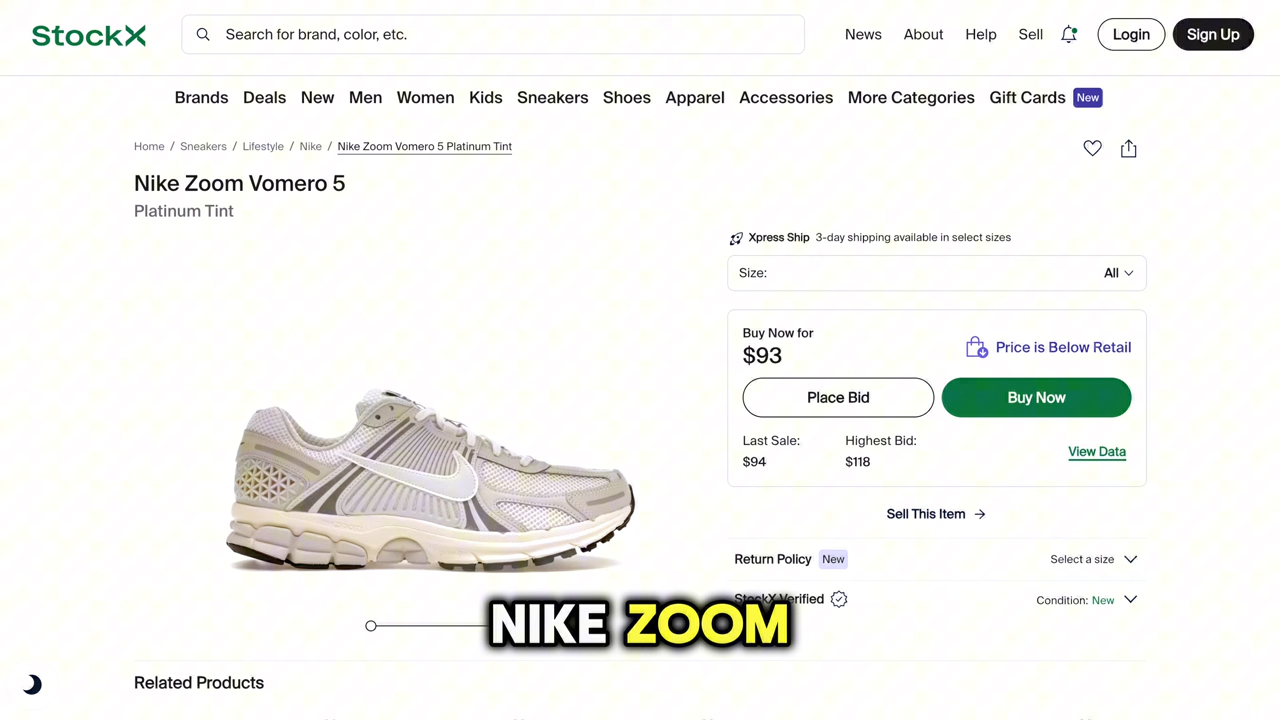 StockX
Search for brand, color, etc.
News About Help Sell Login Sign Up
Brands Deals New Men Women Kids Sneakers Shoes Apparel Accessories More Categories Gift Cards New
Home / Sneakers / Lifestyle / Nike / Nike Zoom Vomero 5 Platinum Tint
Nike Zoom Vomero 5
Platinum Tint
Xpress Ship 3-day shipping available in select sizes
Size: All
Buy Now for
$93
Price is Below Retail
Place Bid
Buy Now
Last Sale: Highest Bid:
$94 $118
View Data
Sell This Item
Return Policy New Select a size
StockX Verified Condition: New
NIKE ZOOM
Related Products